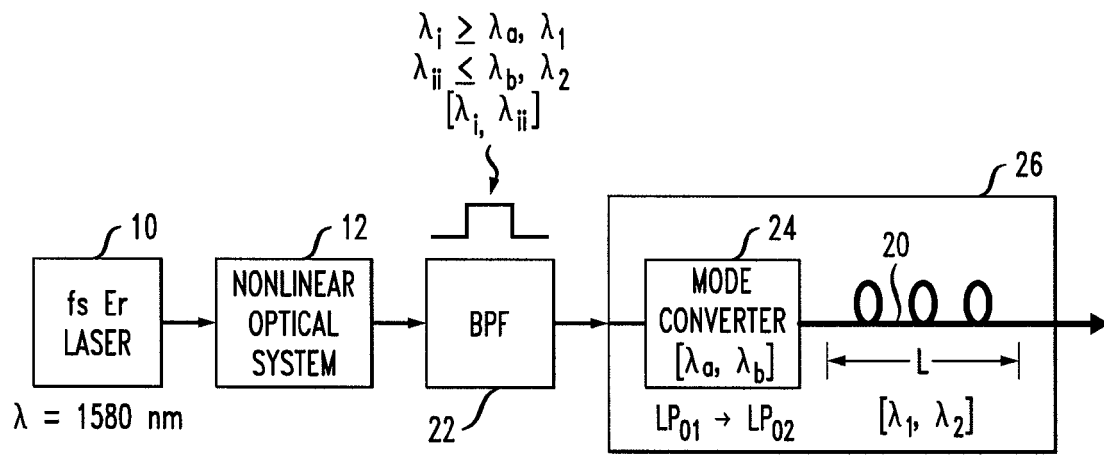 λi ≥ λa, λ1
λii ≤ λb, λ2
[λi, λii]
26
10
12
24
20
fs Er
LASER
NONLINEAR
OPTICAL
SYSTEM
BPF
MODE
CONVERTER
[λa, λb]
L
λ = 1580 nm
22
LP01 → LP02
[λ1, λ2]